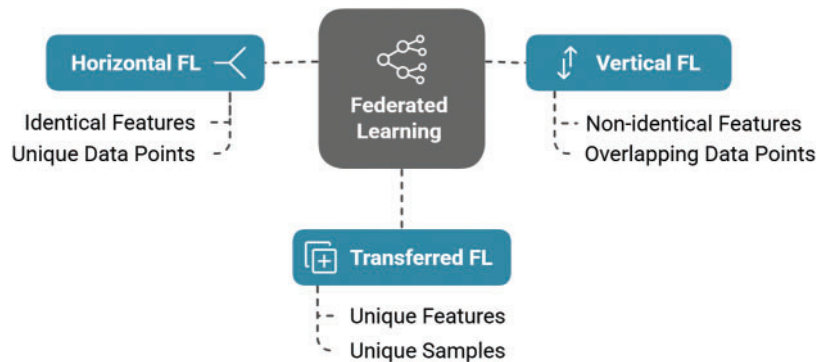 Horizontal FL
Identical Features
Unique Data Points
Federated
Learning
Vertical FL
Non-identical Features
Overlapping Data Points
Transferred FL
Unique Features
Unique Samples